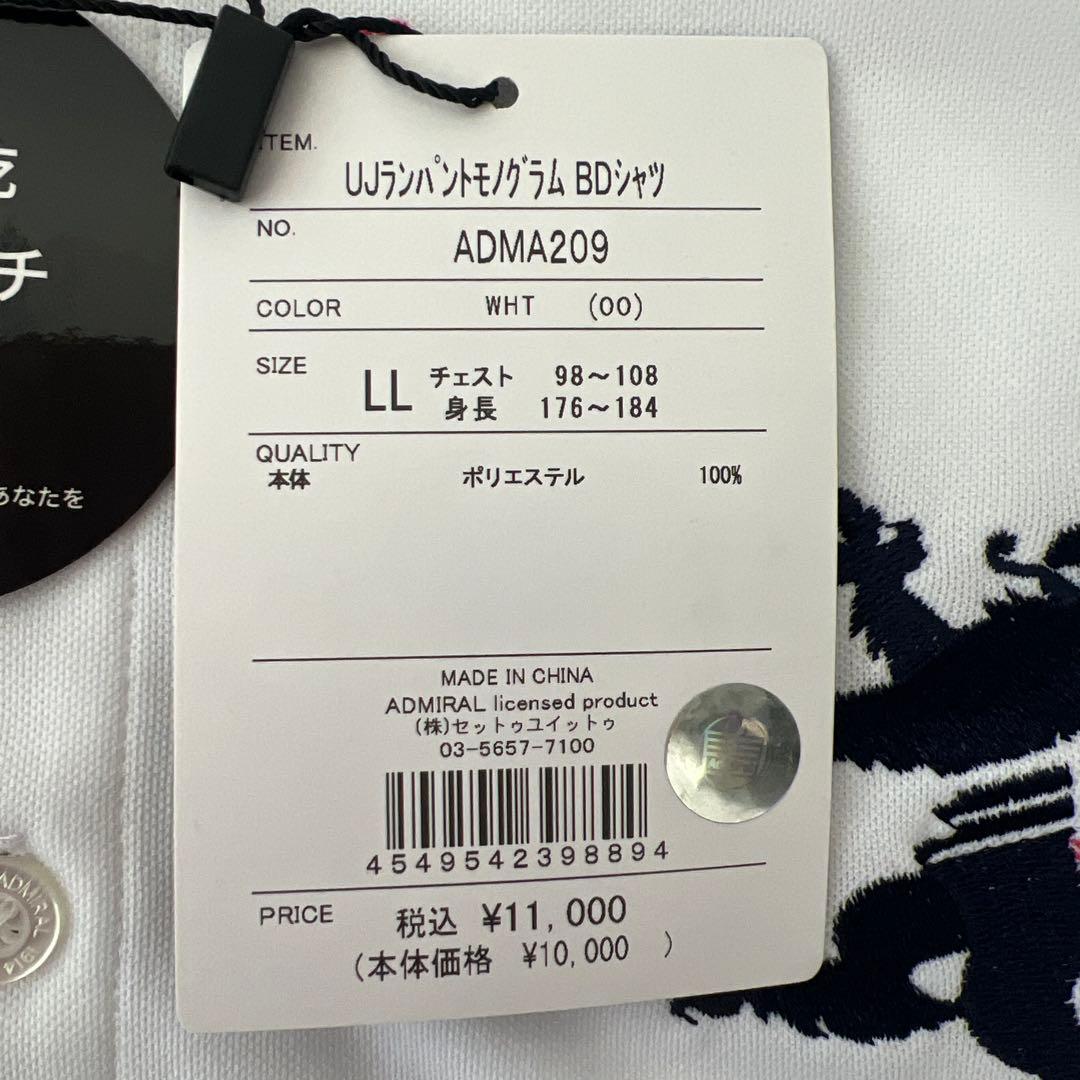 チ
あなたを
ITEM.
UJランパントモノグラム BDシャツ
NO.
ADMA209
COLOR WHT (00)
SIZE LL チェスト 98〜108
身長 176〜184
QUALITY
本体 ポリエステル 100%
MADE IN CHINA
ADMIRAL licensed product
(株)セットゥユイットゥ
03-5657-7100
4549542398894
PRICE 税込 ¥11,000
(本体価格 ¥10,000 )
ADMIRAL 1914